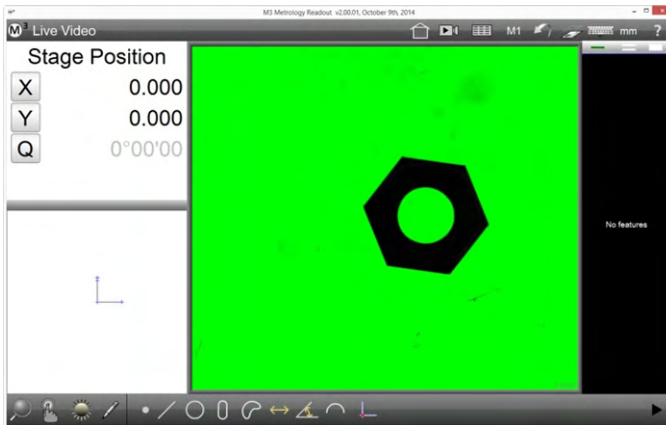 M3 Metrology Readout v2.00.01, October 9th, 2014
M3 Live Video
M1
mm
?
Stage Position
X 0.000
Y 0.000
Q 0°00'00
No features